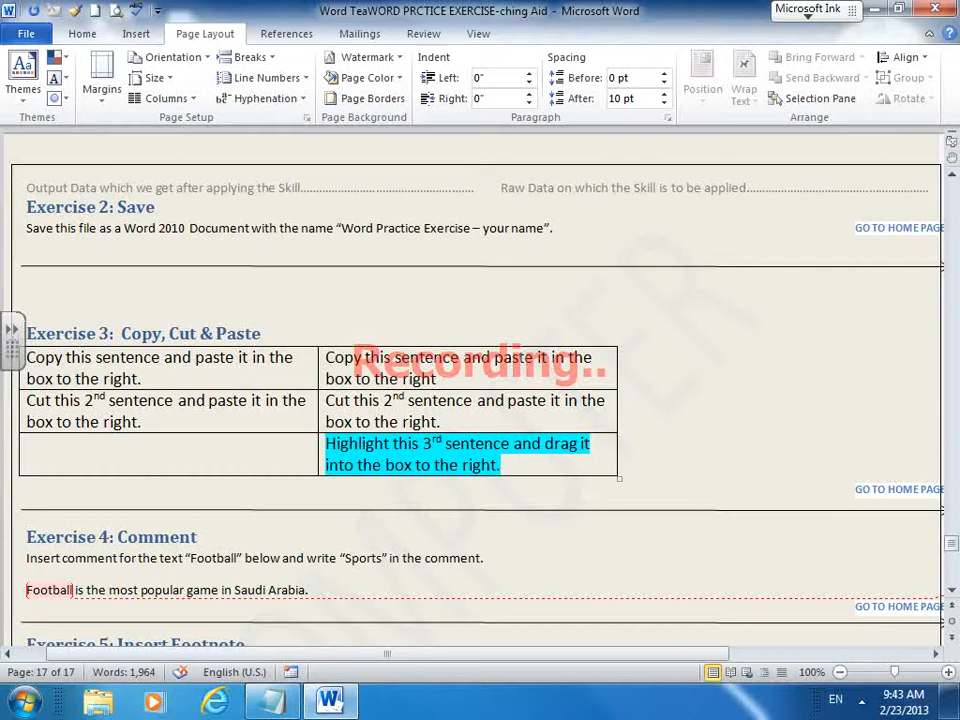 Word TeaWORD PRCTICE EXERCISE-ching Aid - Microsoft Word
Microsoft Ink
File Home Insert Page Layout References Mailings Review View
Themes
Themes
Margins
Orientation
Size
Columns
Breaks
Line Numbers
Hyphenation
Page Setup
Watermark
Page Color
Page Borders
Page Background
Indent
Left: 0"
Right: 0"
Spacing
Before: 0 pt
After: 10 pt
Paragraph
Position
Wrap Text
Bring Forward
Send Backward
Selection Pane
Align
Group
Rotate
Arrange
Output Data which we get after applying the Skill........................................................ Raw Data on which the Skill is to be applied............................................................
Exercise 2: Save
Save this file as a Word 2010 Document with the name “Word Practice Exercise – your name”.
GO TO HOME PAGE
Exercise 3: Copy, Cut & Paste
Copy this sentence and paste it in the
box to the right.
Copy this sentence and paste it in the
box to the right
Recording..
Cut this 2nd sentence and paste it in the
box to the right.
Cut this 2nd sentence and paste it in the
box to the right.
Highlight this 3rd sentence and drag it
into the box to the right.
GO TO HOME PAGE
Exercise 4: Comment
Insert comment for the text “Football” below and write “Sports” in the comment.
Football is the most popular game in Saudi Arabia.
GO TO HOME PAGE
Exercise 5: Insert Footnote
Page: 17 of 17 Words: 1,964 English (U.S.) 100%
EN
9:43 AM
2/23/2013